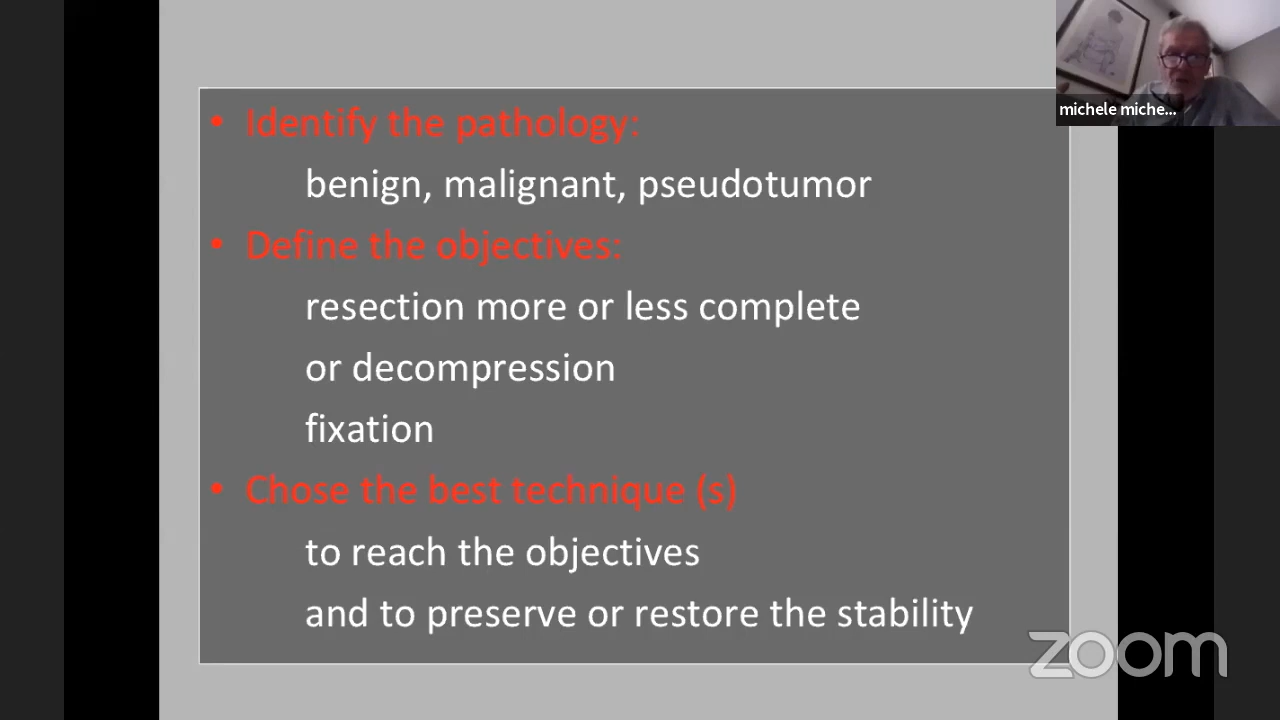 michele miche...
• Identify the pathology:
benign, malignant, pseudotumor
• Define the objectives:
resection more or less complete
or decompression
fixation
• Chose the best technique (s)
to reach the objectives
and to preserve or restore the stability
zoom